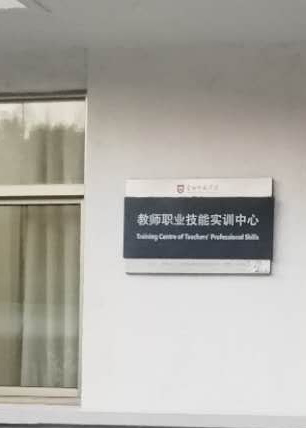 教师职业技能实训中心
Training Centre of Teachers' Professional Skills